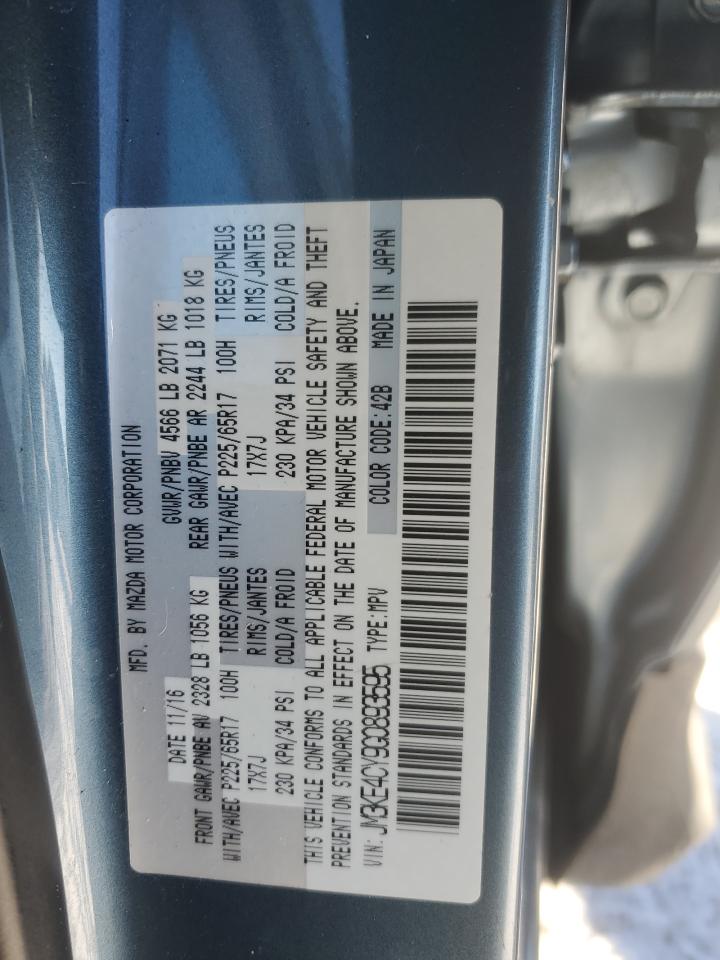 MFD. BY MAZDA MOTOR CORPORATION
DATE 11/16 GVWR/PNBV 4566 LB 2071 KG
FRONT GAWR/PNBE AV 2328 LB 1056 KG REAR GAWR/PNBE AR 2244 LB 1018 KG
WITH/AVEC P225/65R17 100H TIRES/PNEUS WITH/AVEC P225/65R17 100H TIRES/PNEUS
17X7J RIMS/JANTES 17X7J RIMS/JANTES
230 KPA/34 PSI COLD/A FROID 230 KPA/34 PSI COLD/A FROID
THIS VEHICLE CONFORMS TO ALL APPLICABLE FEDERAL MOTOR VEHICLE SAFETY AND THEFT
PREVENTION STANDARDS IN EFFECT ON THE DATE OF MANUFACTURE SHOWN ABOVE.
VIN: JM3KE4CY9G0893595 TYPE:MPV COLOR CODE:42B MADE IN JAPAN